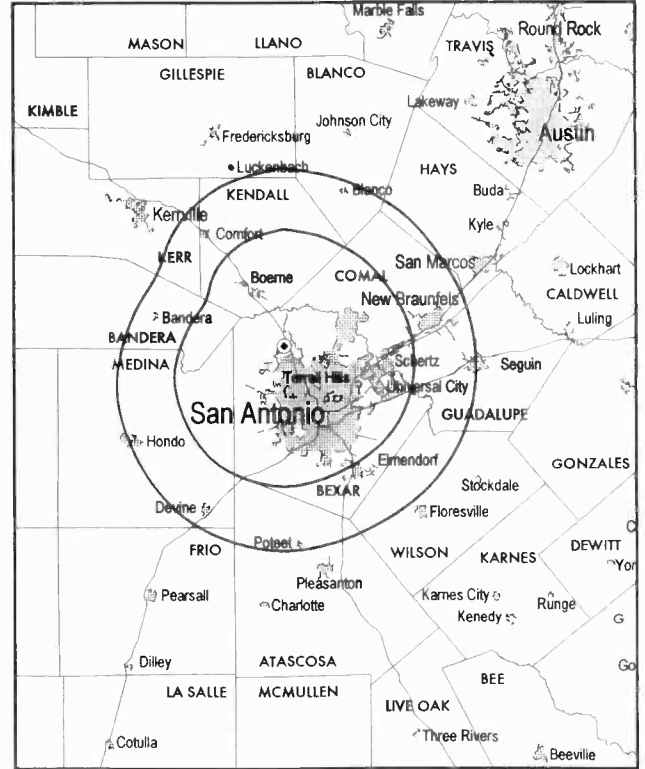 Marble Falls
Round Rock
MASON
LLANO
TRAVIS
GILLESPIE
BLANCO
Lakeway
KIMBLE
Johnson City
Fredericksburg
Austin
Luckenbach
HAYS
KENDALL
Blanco
Buda
Kerrville
Kyle
Comfort
KERR
San Marcos
Lockhart
Boerne
COMAL
CALDWELL
New Braunfels
Bandera
Luling
BANDERA
MEDINA
Schertz
Seguin
Terrell Hills
Universal City
San Antonio
GUADALUPE
Hondo
Elmendorf
GONZALES
BEXAR
Stockdale
Devine
Floresville
C
FRIO
Poteet
WILSON
KARNES
DEWITT
Yor
Pleasanton
Pearsall
Charlotte
Karnes City
Runge
Kenedy
G
Dilley
ATASCOSA
Go
BEE
LA SALLE
MCMULLEN
LIVE OAK
Cotulla
Three Rivers
Beeville